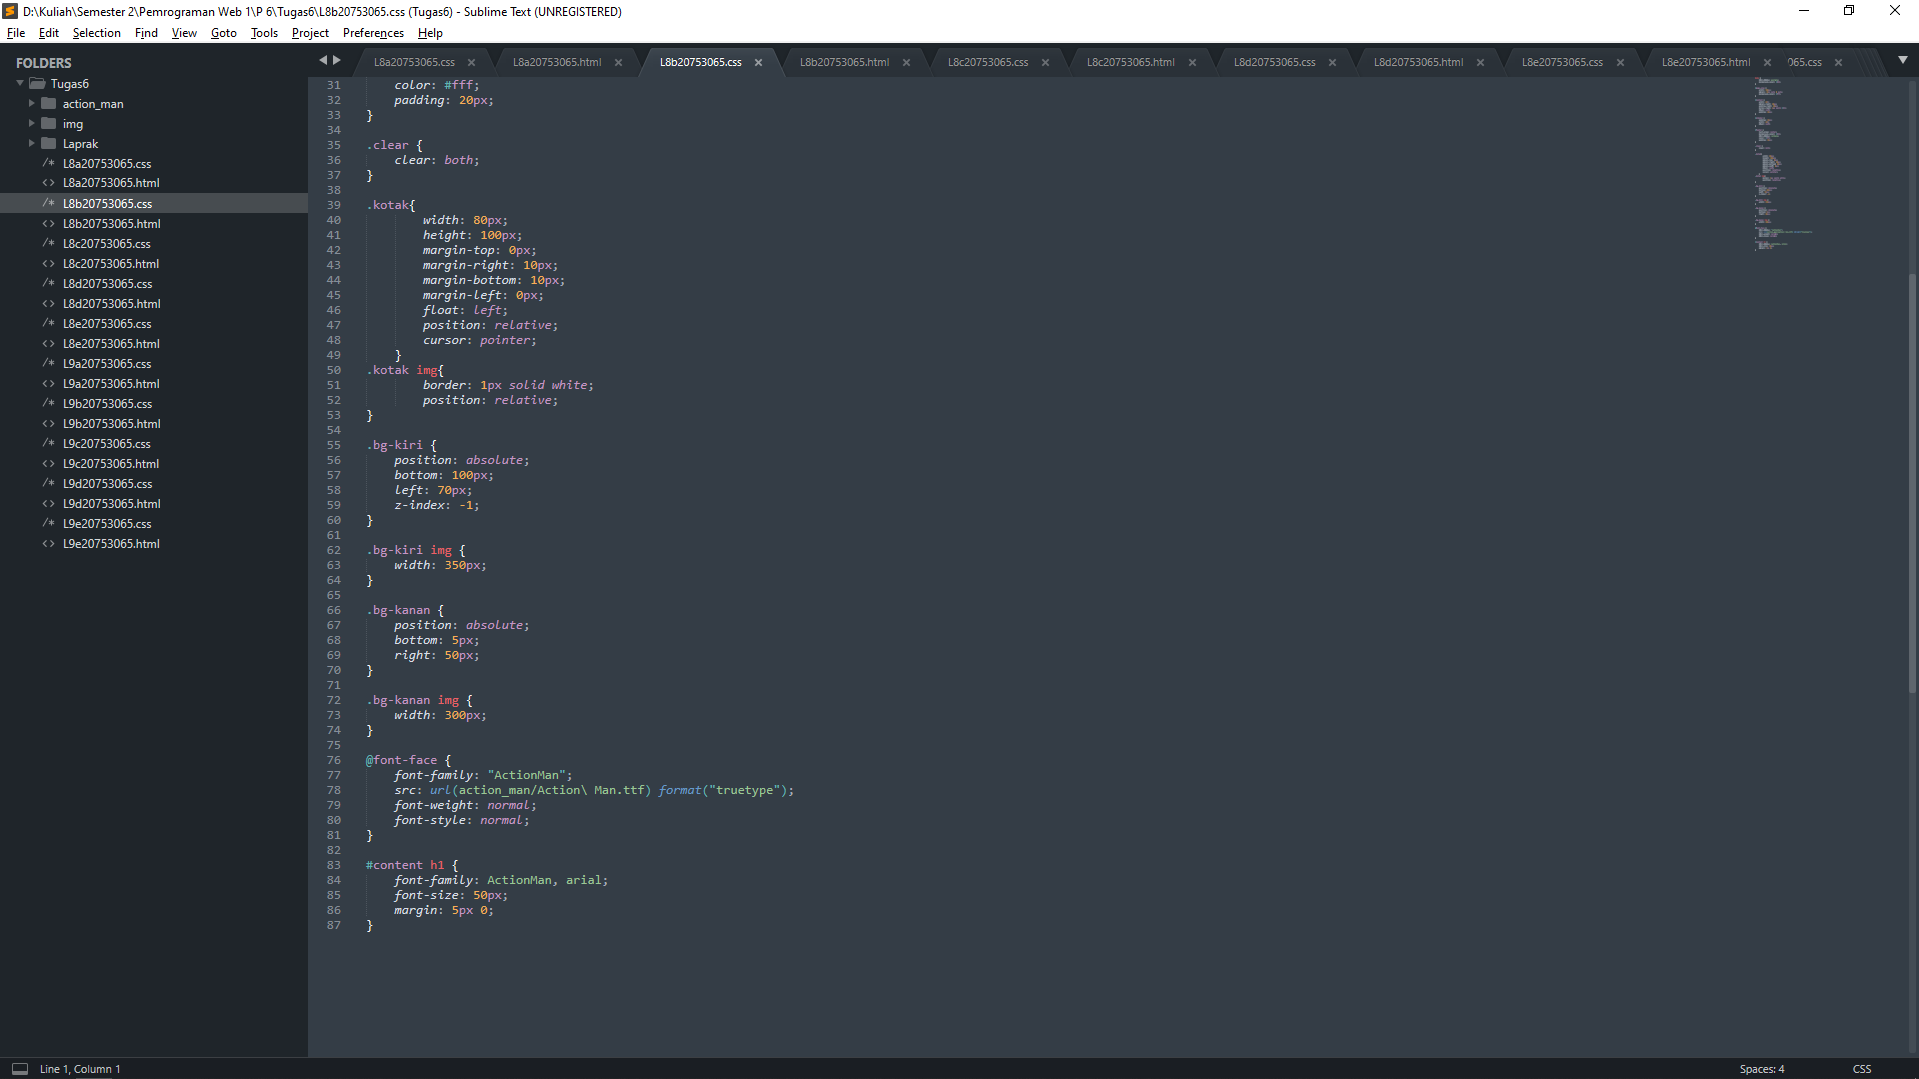 D:\Kuliah\Semester 2\Pemrograman Web 1\P 6\Tugas6\L8b20753065.css (Tugas6) - Sublime Text (UNREGISTERED)
File Edit Selection Find View Goto Tools Project Preferences Help
FOLDERS
Tugas6
action_man
img
Laprak
/* L8a20753065.css
<> L8a20753065.html
/* L8b20753065.css
<> L8b20753065.html
/* L8c20753065.css
<> L8c20753065.html
/* L8d20753065.css
<> L8d20753065.html
/* L8e20753065.css
<> L8e20753065.html
/* L9a20753065.css
<> L9a20753065.html
/* L9b20753065.css
<> L9b20753065.html
/* L9c20753065.css
<> L9c20753065.html
/* L9d20753065.css
<> L9d20753065.html
/* L9e20753065.css
<> L9e20753065.html
L8a20753065.css L8a20753065.html L8b20753065.css L8b20753065.html L8c20753065.css L8c20753065.html L8d20753065.css L8d20753065.html L8e20753065.css L8e20753065.html 065.css
31 color: #fff;
32 padding: 20px;
33 }
34
35 .clear {
36 clear: both;
37 }
38
39 .kotak{
40 width: 80px;
41 height: 100px;
42 margin-top: 0px;
43 margin-right: 10px;
44 margin-bottom: 10px;
45 margin-left: 0px;
46 float: left;
47 position: relative;
48 cursor: pointer;
49 }
50 .kotak img{
51 border: 1px solid white;
52 position: relative;
53 }
54
55 .bg-kiri {
56 position: absolute;
57 bottom: 100px;
58 left: 70px;
59 z-index: -1;
60 }
61
62 .bg-kiri img {
63 width: 350px;
64 }
65
66 .bg-kanan {
67 position: absolute;
68 bottom: 5px;
69 right: 50px;
70 }
71
72 .bg-kanan img {
73 width: 300px;
74 }
75
76 @font-face {
77 font-family: "ActionMan";
78 src: url(action_man/Action\ Man.ttf) format("truetype");
79 font-weight: normal;
80 font-style: normal;
81 }
82
83 #content h1 {
84 font-family: ActionMan, arial;
85 font-size: 50px;
86 margin: 5px 0;
87 }
Line 1, Column 1
Spaces: 4
CSS